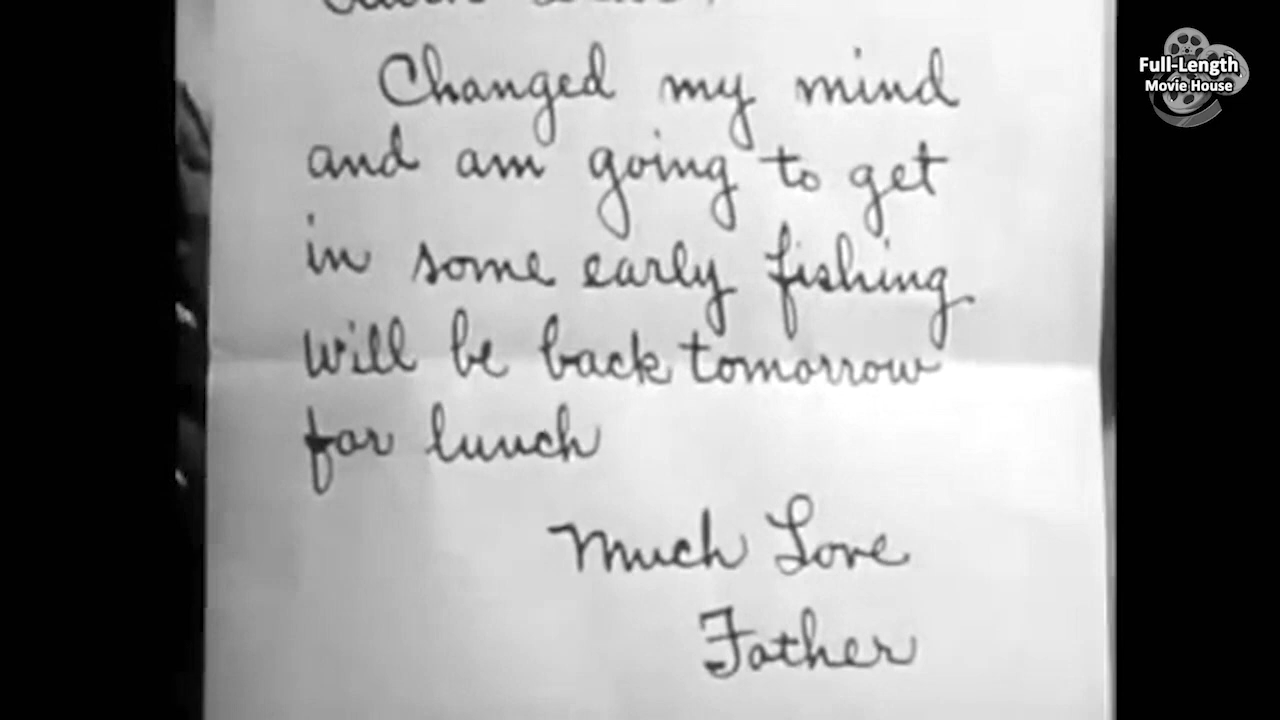 Changed my mind
and am going to get
in some early fishing
will be back tomorrow
for lunch
Much Love
Father
Full-Length
Movie House